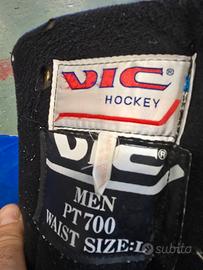 VIC®
HOCKEY
VIC®
MEN
PT700
WAIST SIZE:L
subito